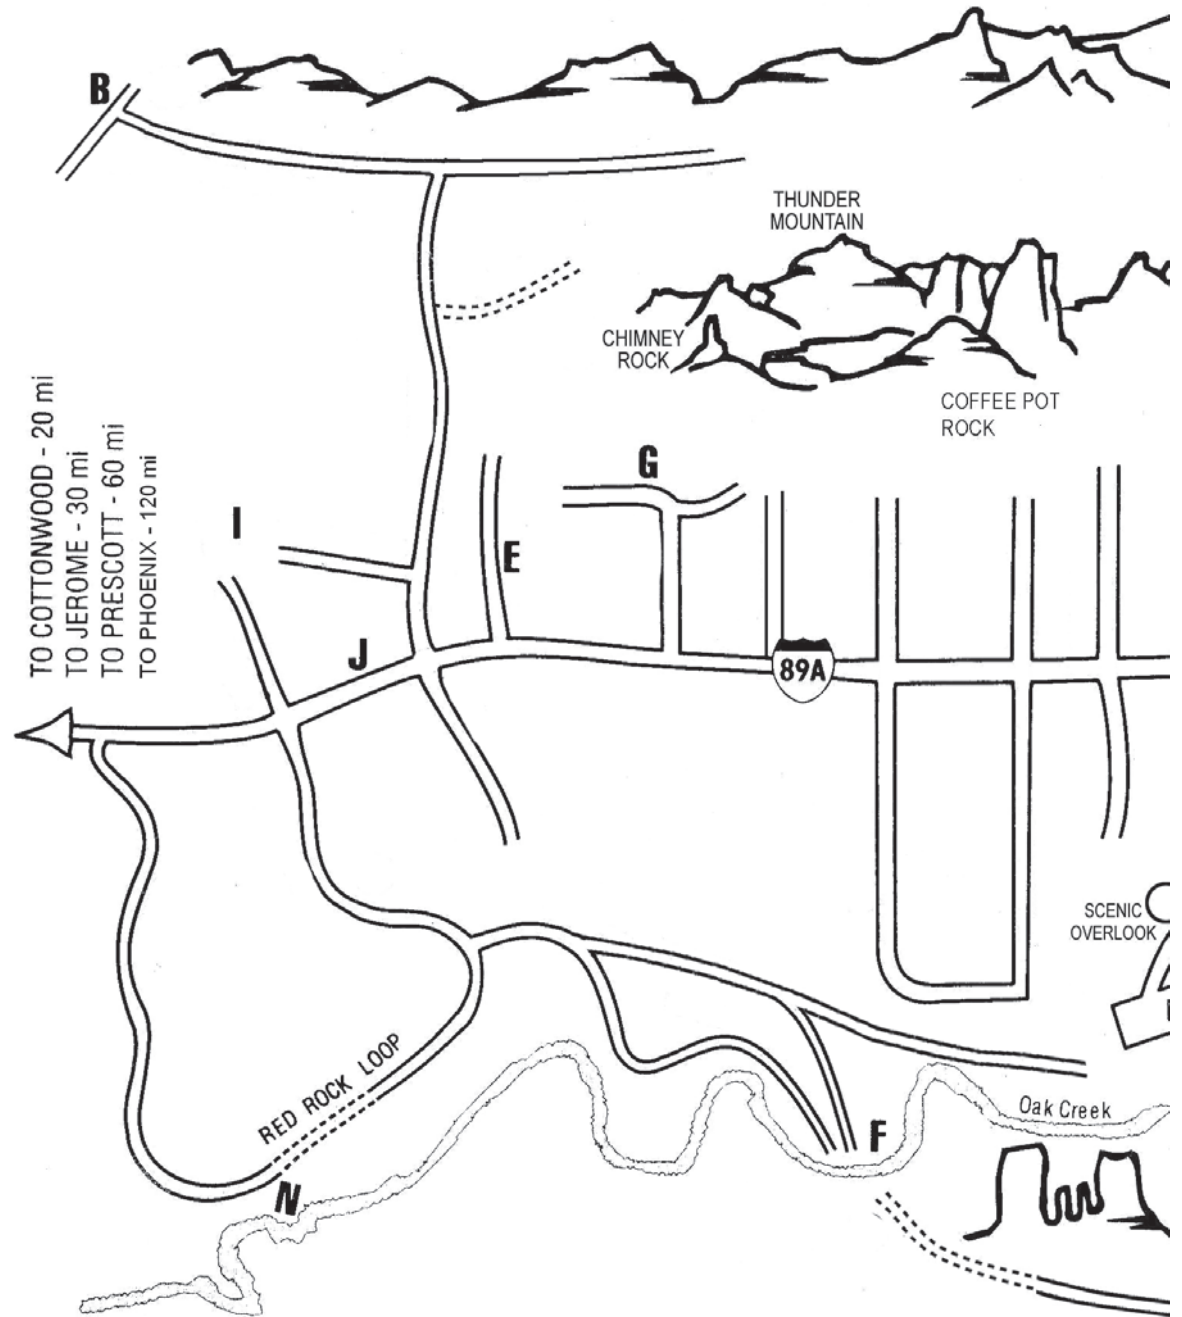 B
THUNDER
MOUNTAIN
CHIMNEY
ROCK
COFFEE POT
ROCK
TO COTTONWOOD - 20 mi
TO JEROME - 30 mi
TO PRESCOTT - 60 mi
TO PHOENIX - 120 mi
G
I
E
J
89A
SCENIC
OVERLOOK
RED ROCK LOOP
Oak Creek
F
N